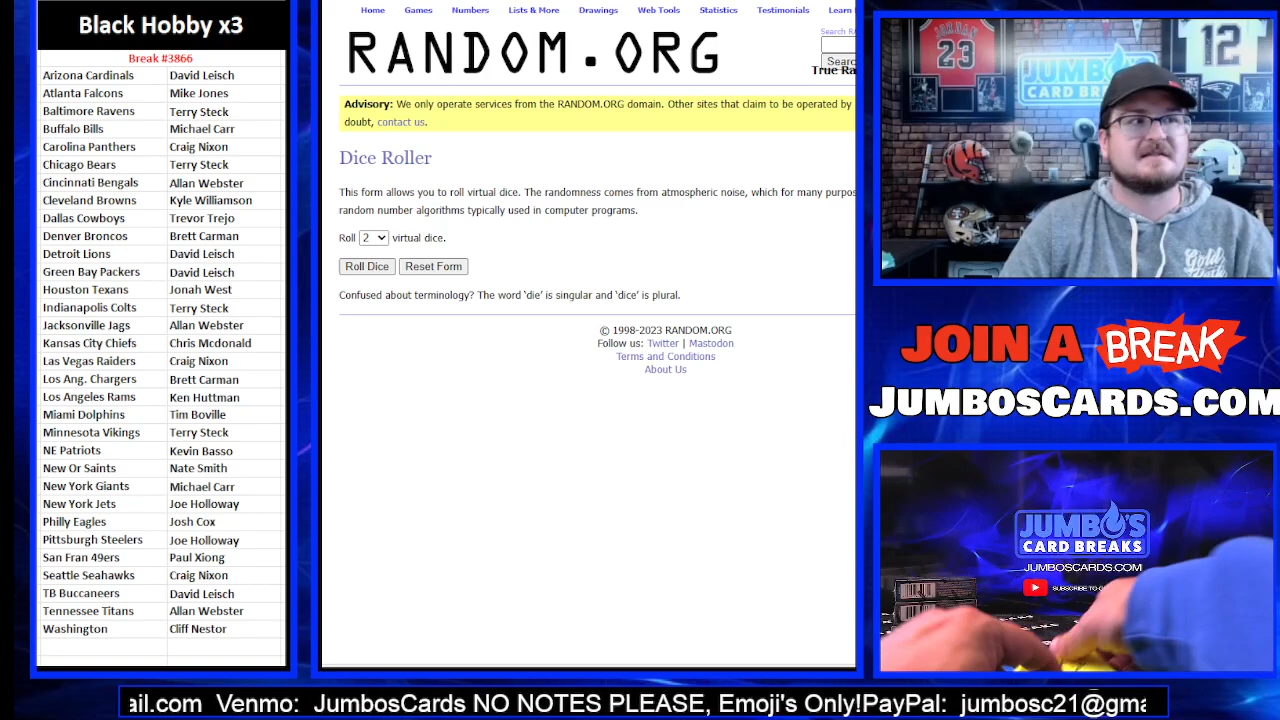 Black Hobby x3
Break #3866
Arizona Cardinals David Leisch
Atlanta Falcons Mike Jones
Baltimore Ravens Terry Steck
Buffalo Bills Michael Carr
Carolina Panthers Craig Nixon
Chicago Bears Terry Steck
Cincinnati Bengals Allan Webster
Cleveland Browns Kyle Williamson
Dallas Cowboys Trevor Trejo
Denver Broncos Brett Carman
Detroit Lions David Leisch
Green Bay Packers David Leisch
Houston Texans Jonah West
Indianapolis Colts Terry Steck
Jacksonville Jags Allan Webster
Kansas City Chiefs Chris Mcdonald
Las Vegas Raiders Craig Nixon
Los Ang. Chargers Brett Carman
Los Angeles Rams Ken Huttman
Miami Dolphins Tim Boville
Minnesota Vikings Terry Steck
NE Patriots Kevin Basso
New Or Saints Nate Smith
New York Giants Michael Carr
New York Jets Joe Holloway
Philly Eagles Josh Cox
Pittsburgh Steelers Joe Holloway
San Fran 49ers Paul Xiong
Seattle Seahawks Craig Nixon
TB Buccaneers David Leisch
Tennessee Titans Allan Webster
Washington Cliff Nestor
Home Games Numbers Lists & More Drawings Web Tools Statistics Testimonials Learn
Search RA
RANDOM.ORG
Searc
True Ra
Advisory: We only operate services from the RANDOM.ORG domain. Other sites that claim to be operated by
doubt, contact us.
Dice Roller
This form allows you to roll virtual dice. The randomness comes from atmospheric noise, which for many purpos
random number algorithms typically used in computer programs.
Roll 2 virtual dice.
Roll Dice Reset Form
Confused about terminology? The word ‘die’ is singular and ‘dice’ is plural.
© 1998-2023 RANDOM.ORG
Follow us: Twitter | Mastodon
Terms and Conditions
About Us
JORDAN
23
JUMBO'S
CARD BREAKS
12
JOIN A BREAK
JUMBOSCARDS.COM
JUMBO'S
CARD BREAKS
JUMBOSCARDS.COM
ail.com Venmo: JumbosCards NO NOTES PLEASE, Emoji's Only!PayPal: jumbosc21@gma